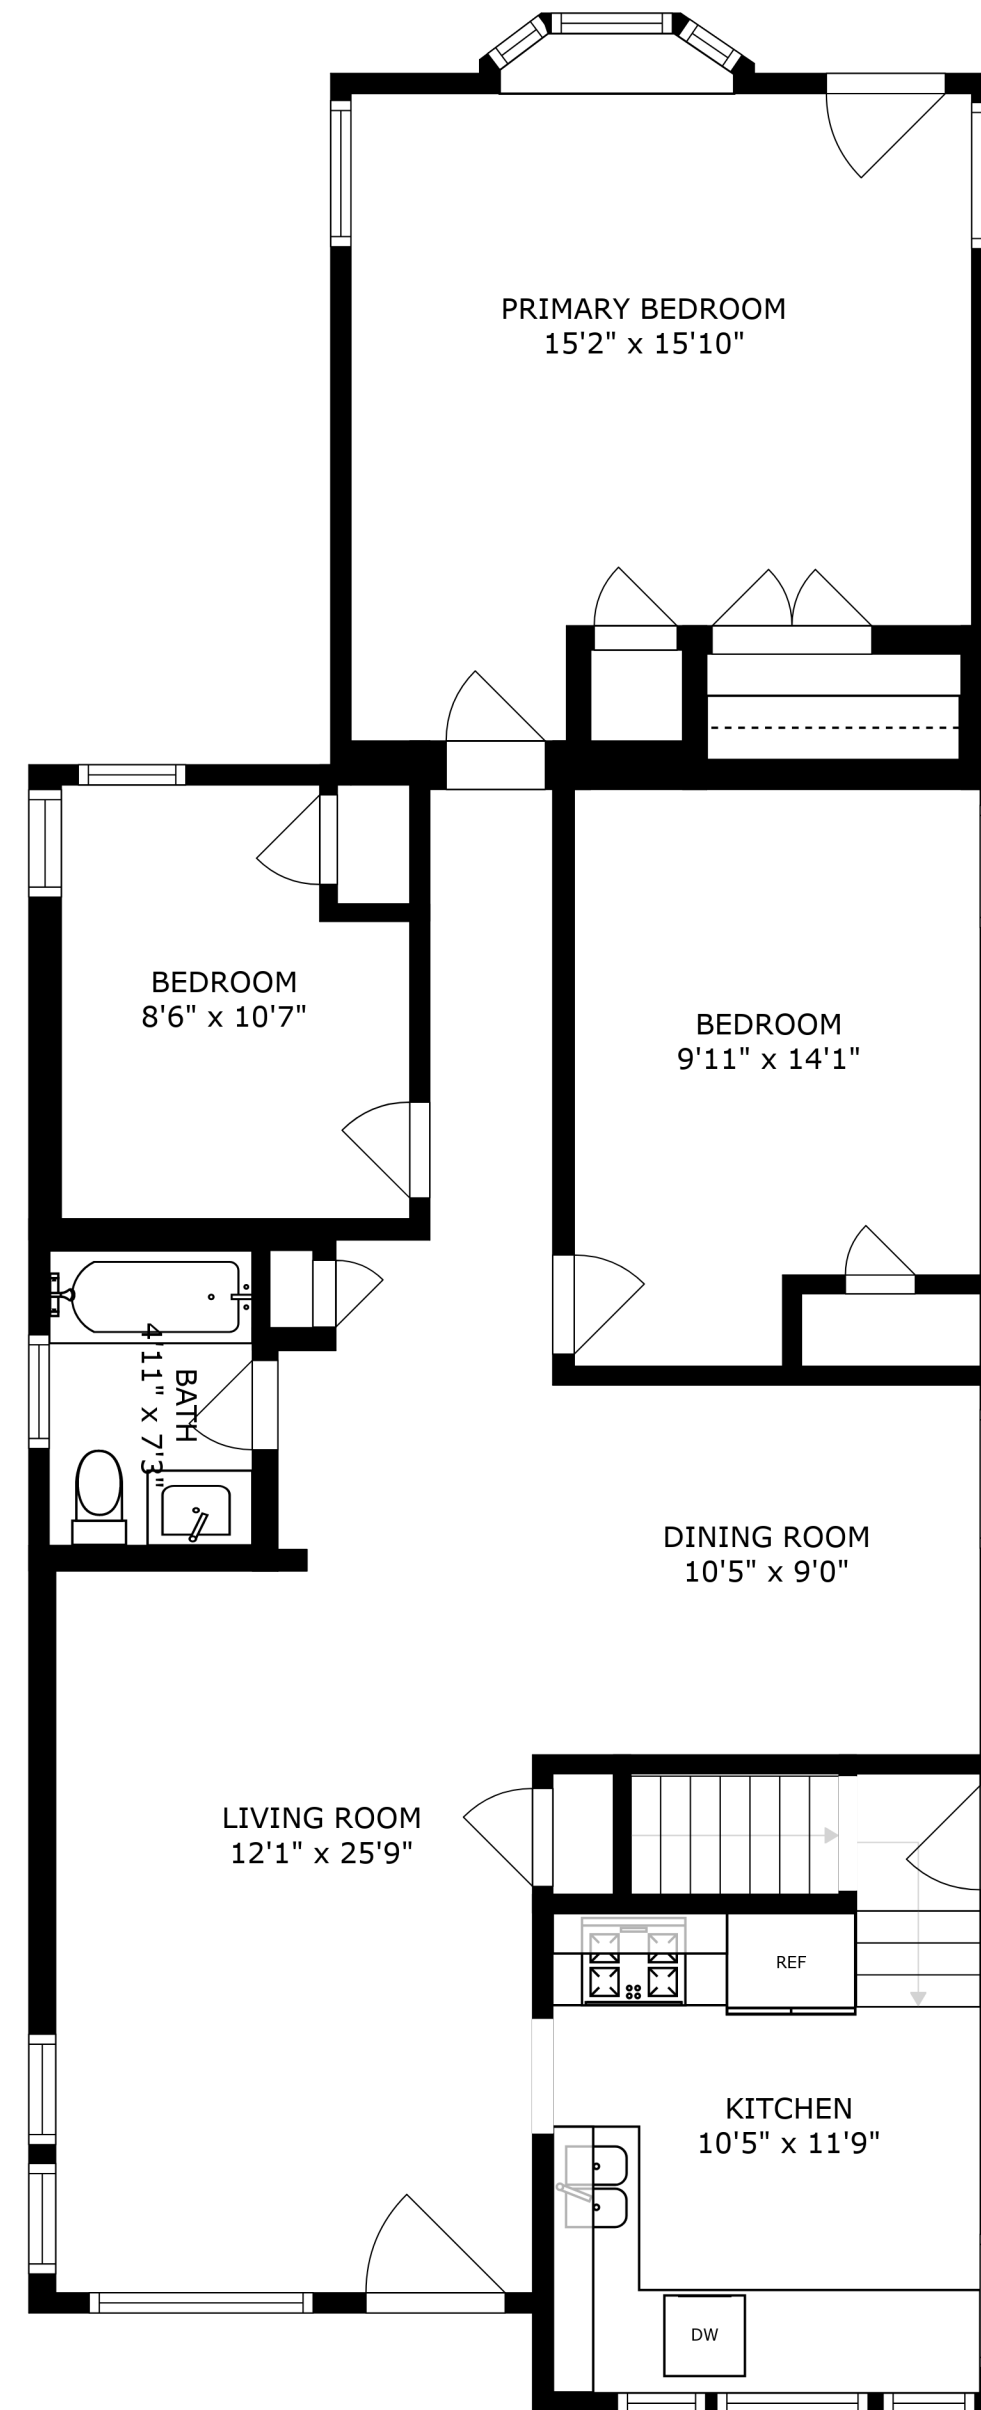 PRIMARY BEDROOM
15'2" x 15'10"
BEDROOM
8'6" x 10'7"
BEDROOM
9'11" x 14'1"
BATH
4'11" x 7'3"
DINING ROOM
10'5" x 9'0"
LIVING ROOM
12'1" x 25'9"
REF
KITCHEN
10'5" x 11'9"
DW